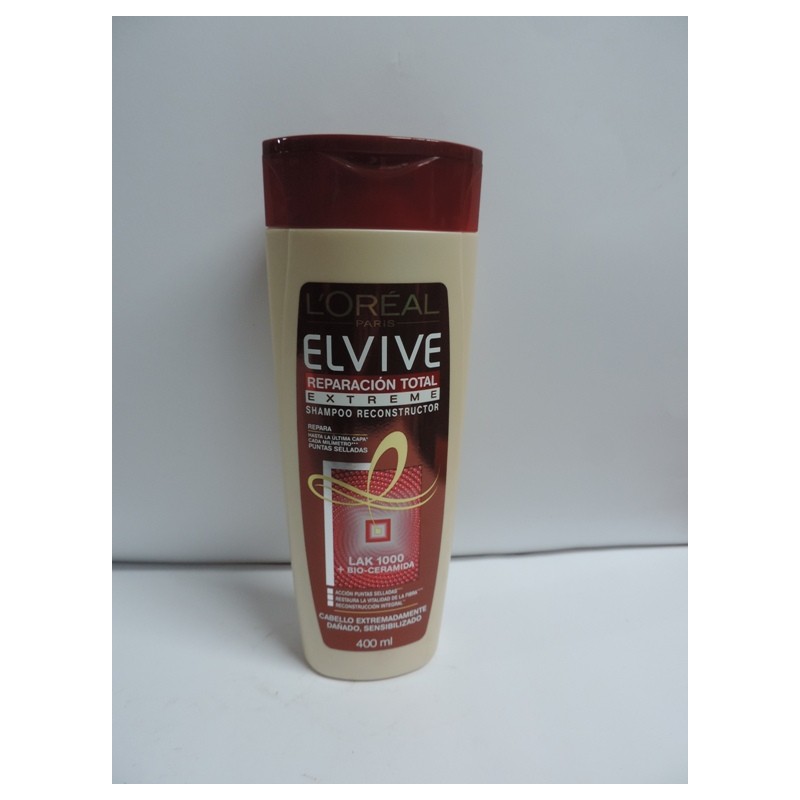 L'ORÉAL
PARIS
ELVIVE
REPARACIÓN TOTAL
EXTREME
SHAMPOO RECONSTRUCTOR
REPARA
HASTA LA ÚLTIMA CAPA*
CADA MILÍMETRO***
PUNTAS SELLADAS
LAK 1000
+ BIO-CERAMIDA
ACCIÓN PUNTAS SELLADAS***
RESTAURA LA VITALIDAD DE LA FIBRA**
RECONSTRUCCIÓN INTEGRAL*
CABELLO EXTREMADAMENTE
DAÑADO, SENSIBILIZADO
400 ml